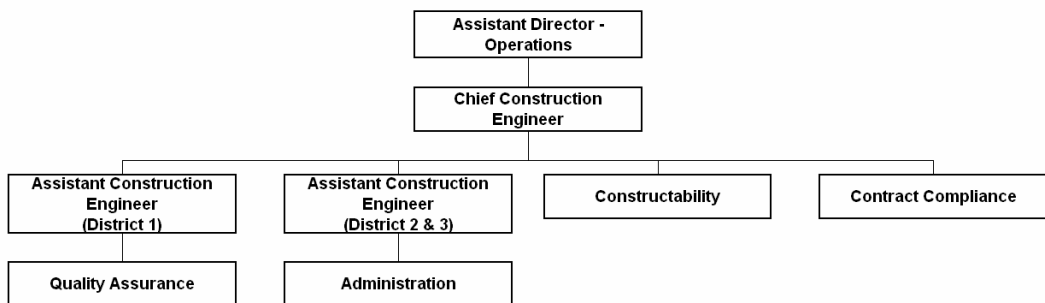 Assistant Director -
Operations
Chief Construction
Engineer
Assistant Construction
Engineer
(District 1)
Assistant Construction
Engineer
(District 2 & 3)
Constructability
Contract Compliance
Quality Assurance
Administration